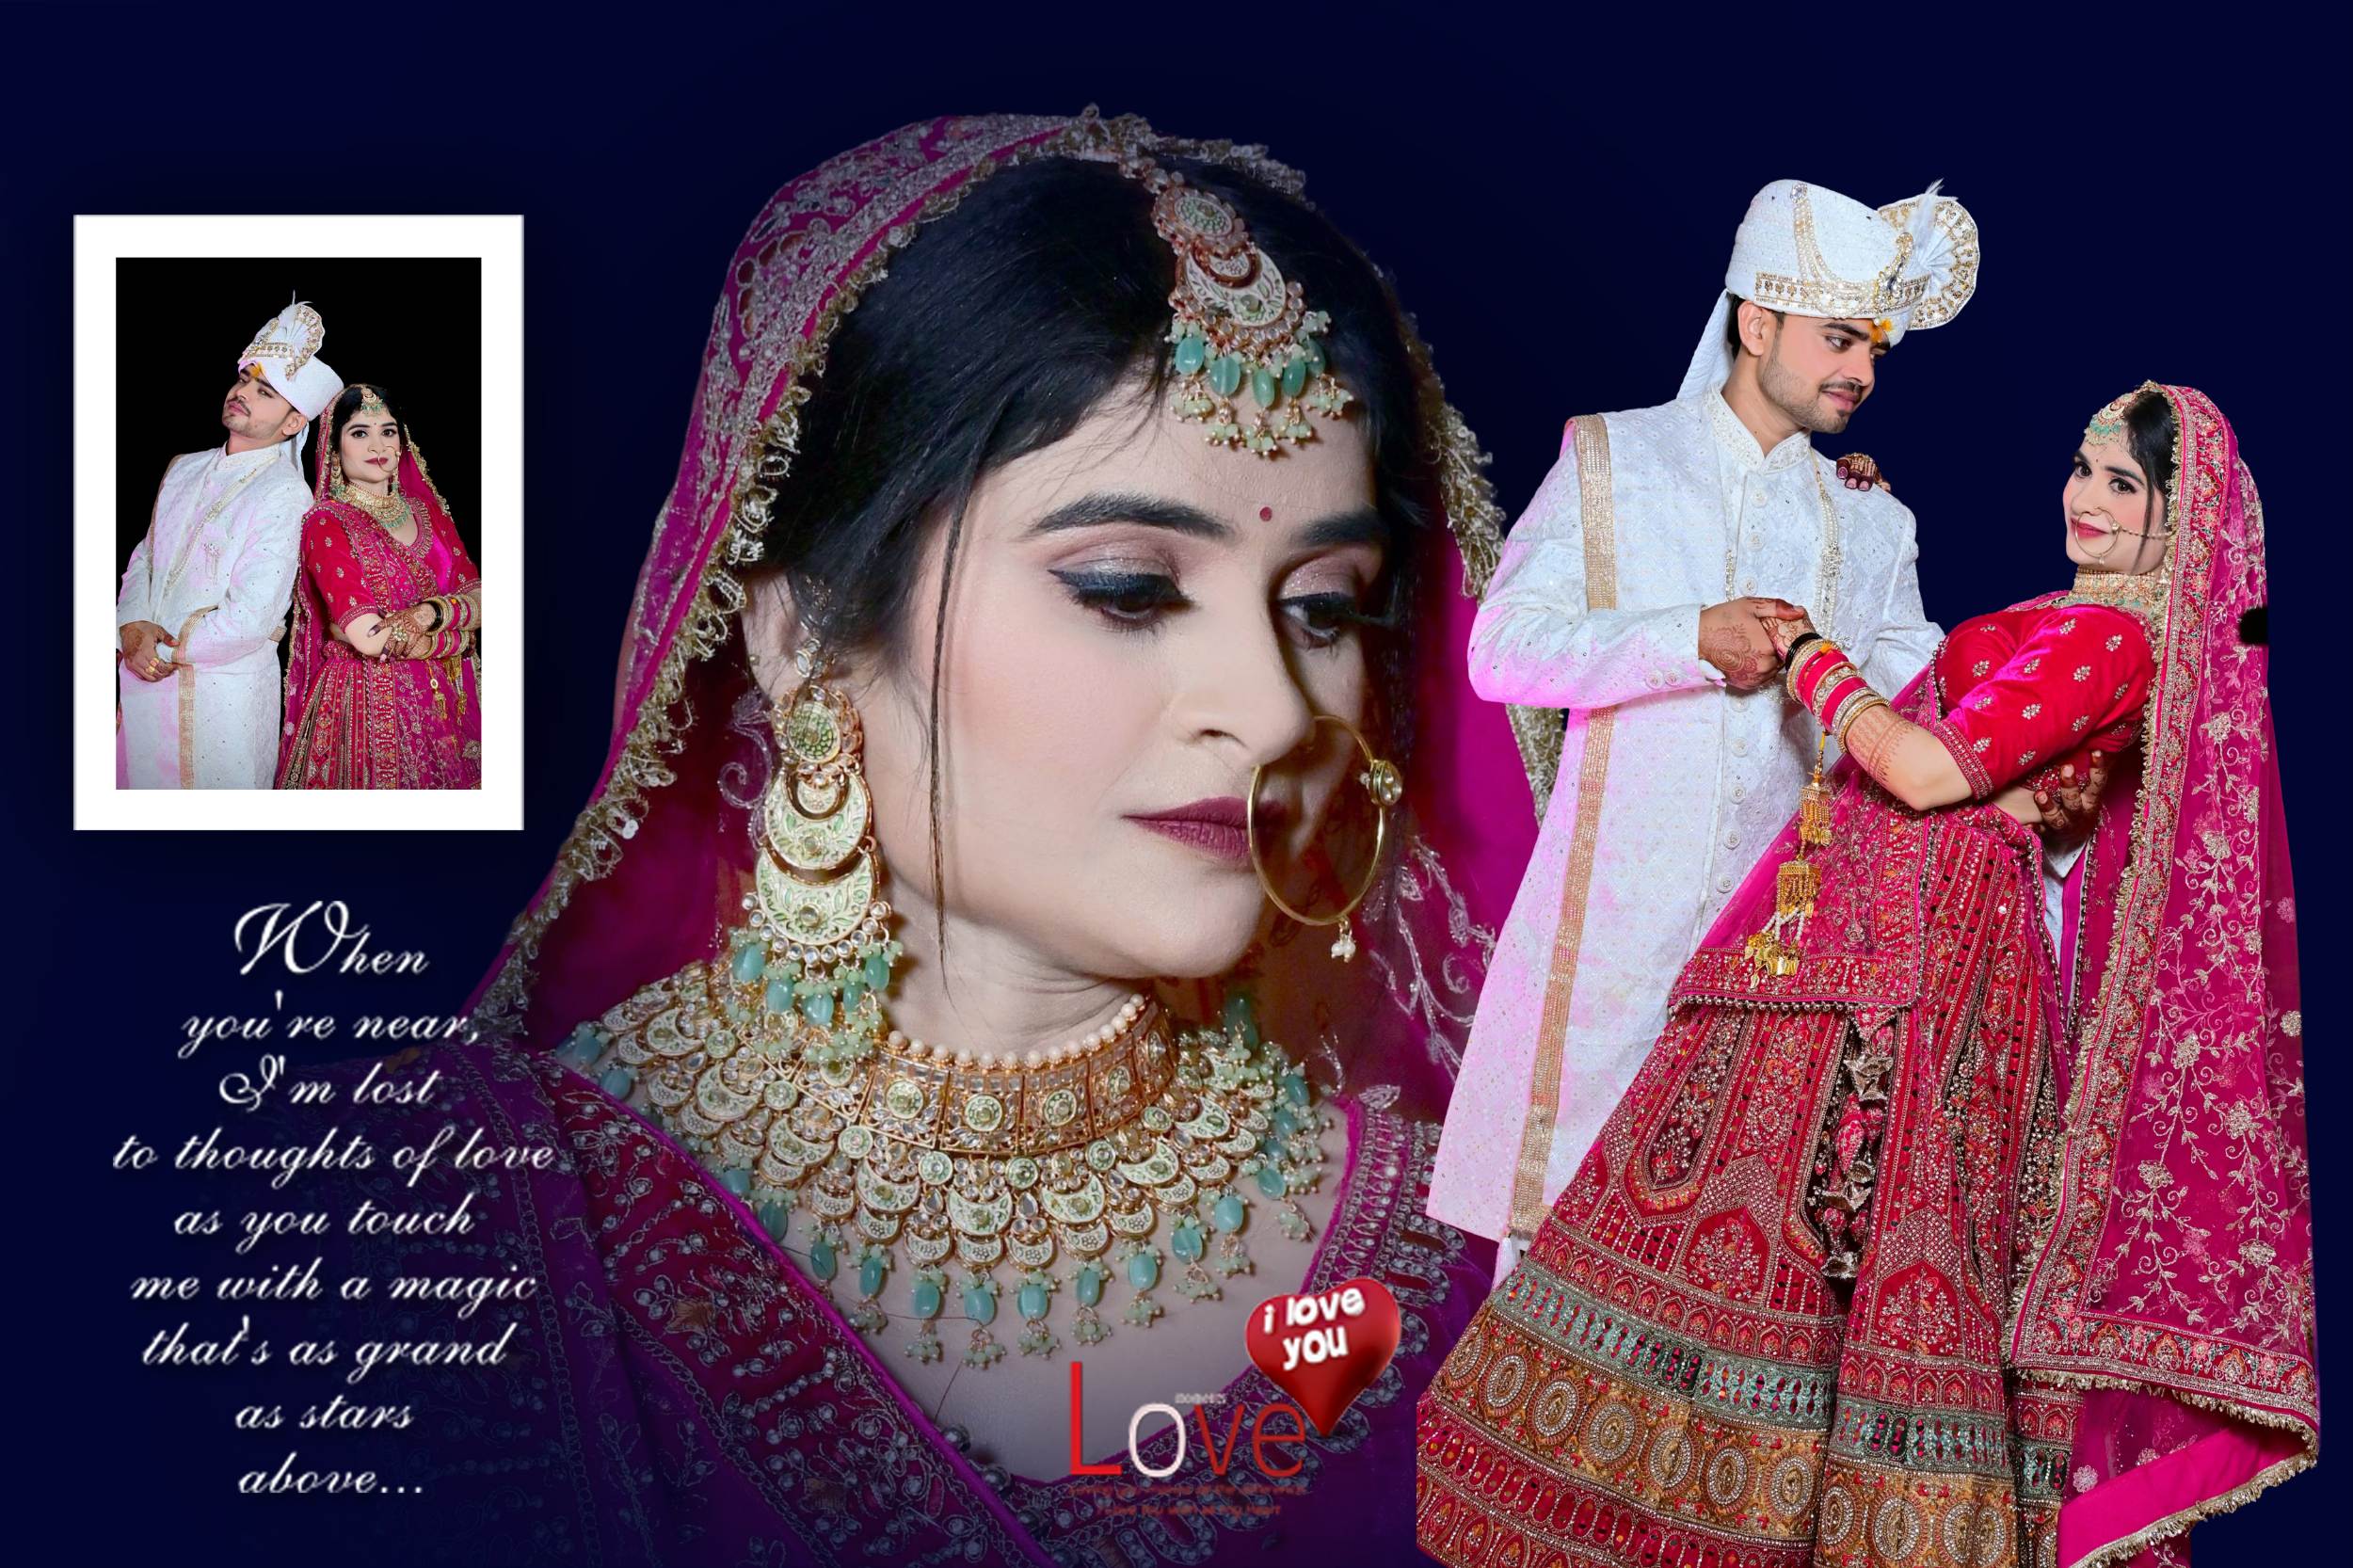 When
you're near,
I'm lost
to thoughts of love
as you touch
me with a magic
that's as grand
as stars
above...
i love
you
Love